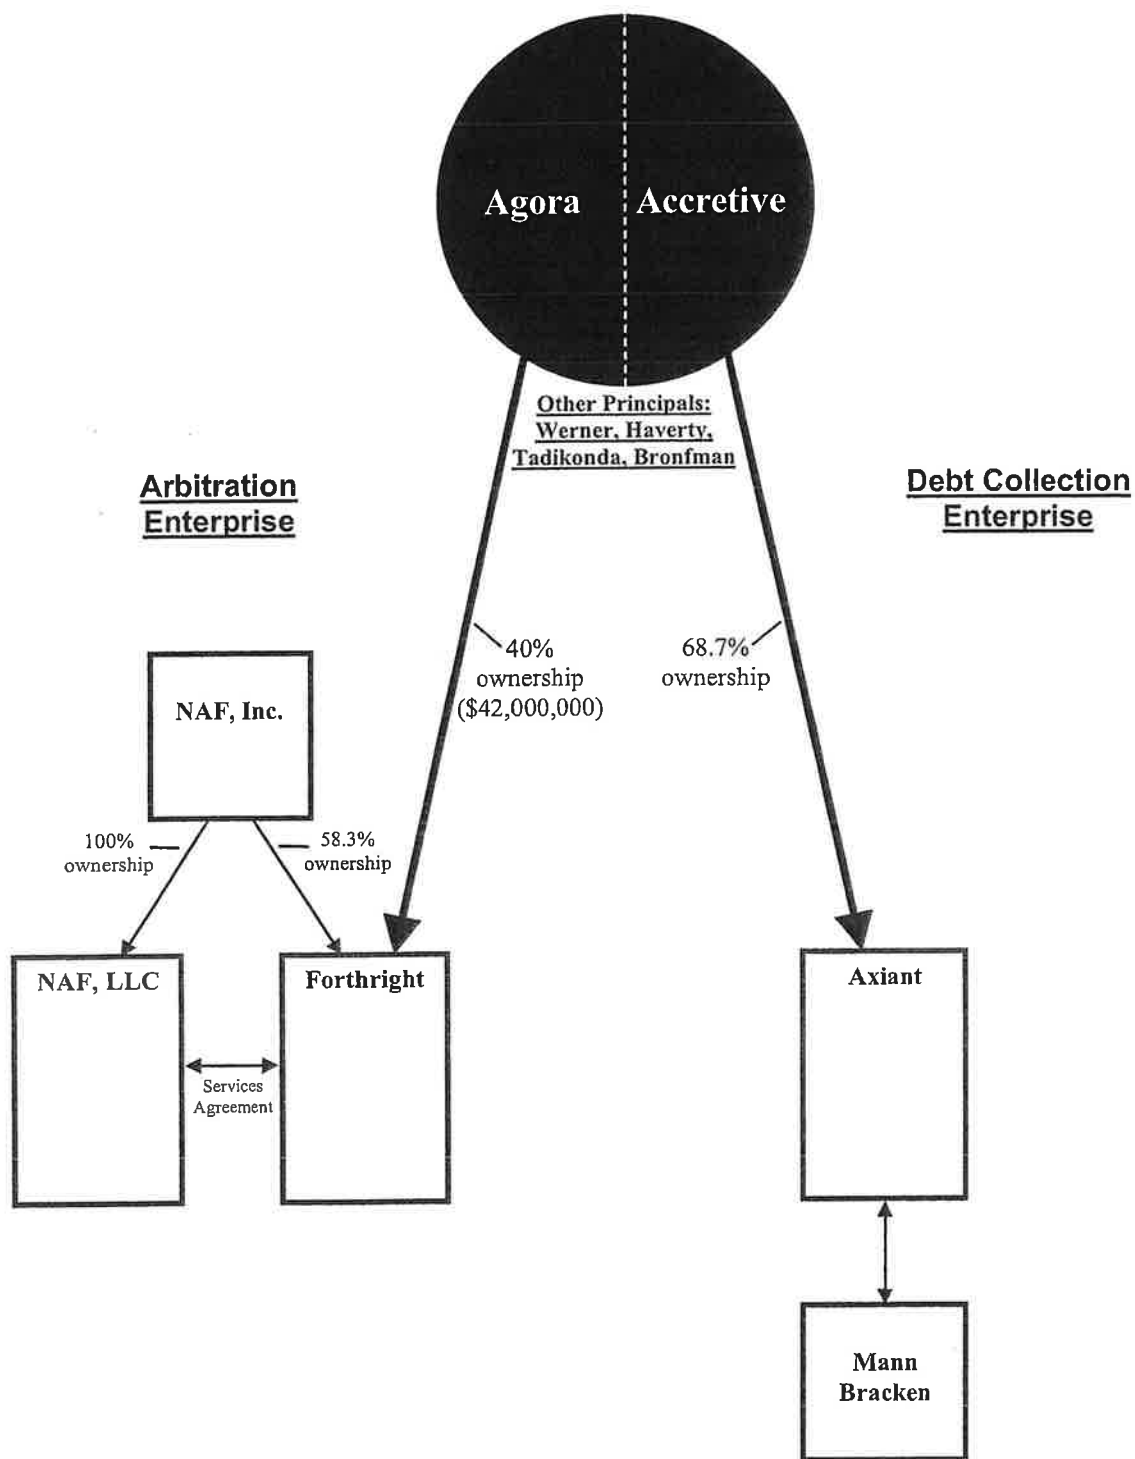 Agora
Accretive
Other Principals:
Werner, Haverty,
Tadikonda, Bronfman
Arbitration
Enterprise
Debt Collection
Enterprise
40%
ownership
($42,000,000)
68.7%
ownership
NAF, Inc.
100%
ownership
58.3%
ownership
NAF, LLC
Forthright
Axiant
Services
Agreement
Mann
Bracken